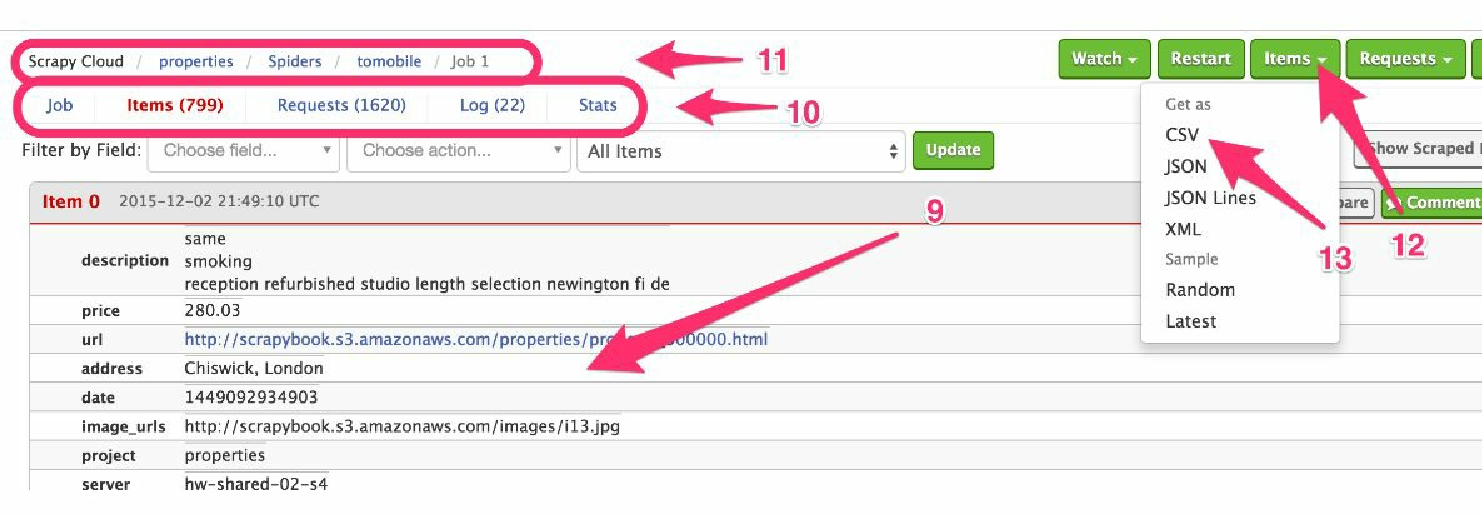 Scrapy Cloud / properties / Spiders / tomobile / Job 1
11
Watch Restart Items Requests
Job Items (799) Requests (1620) Log (22) Stats
10
Get as
CSV
JSON
JSON Lines
XML
Sample
Random
Latest
13
12
Filter by Field: Choose field... Choose action... All Items Update
Show Scraped
Item 0 2015-12-02 21:49:10 UTC
9
Comment
description same
smoking
reception refurbished studio length selection newington fi de
price 280.03
url http://scrapybook.s3.amazonaws.com/properties/pr 00000.html
address Chiswick, London
date 1449092934903
image_urls http://scrapybook.s3.amazonaws.com/images/i13.jpg
project properties
server hw-shared-02-s4